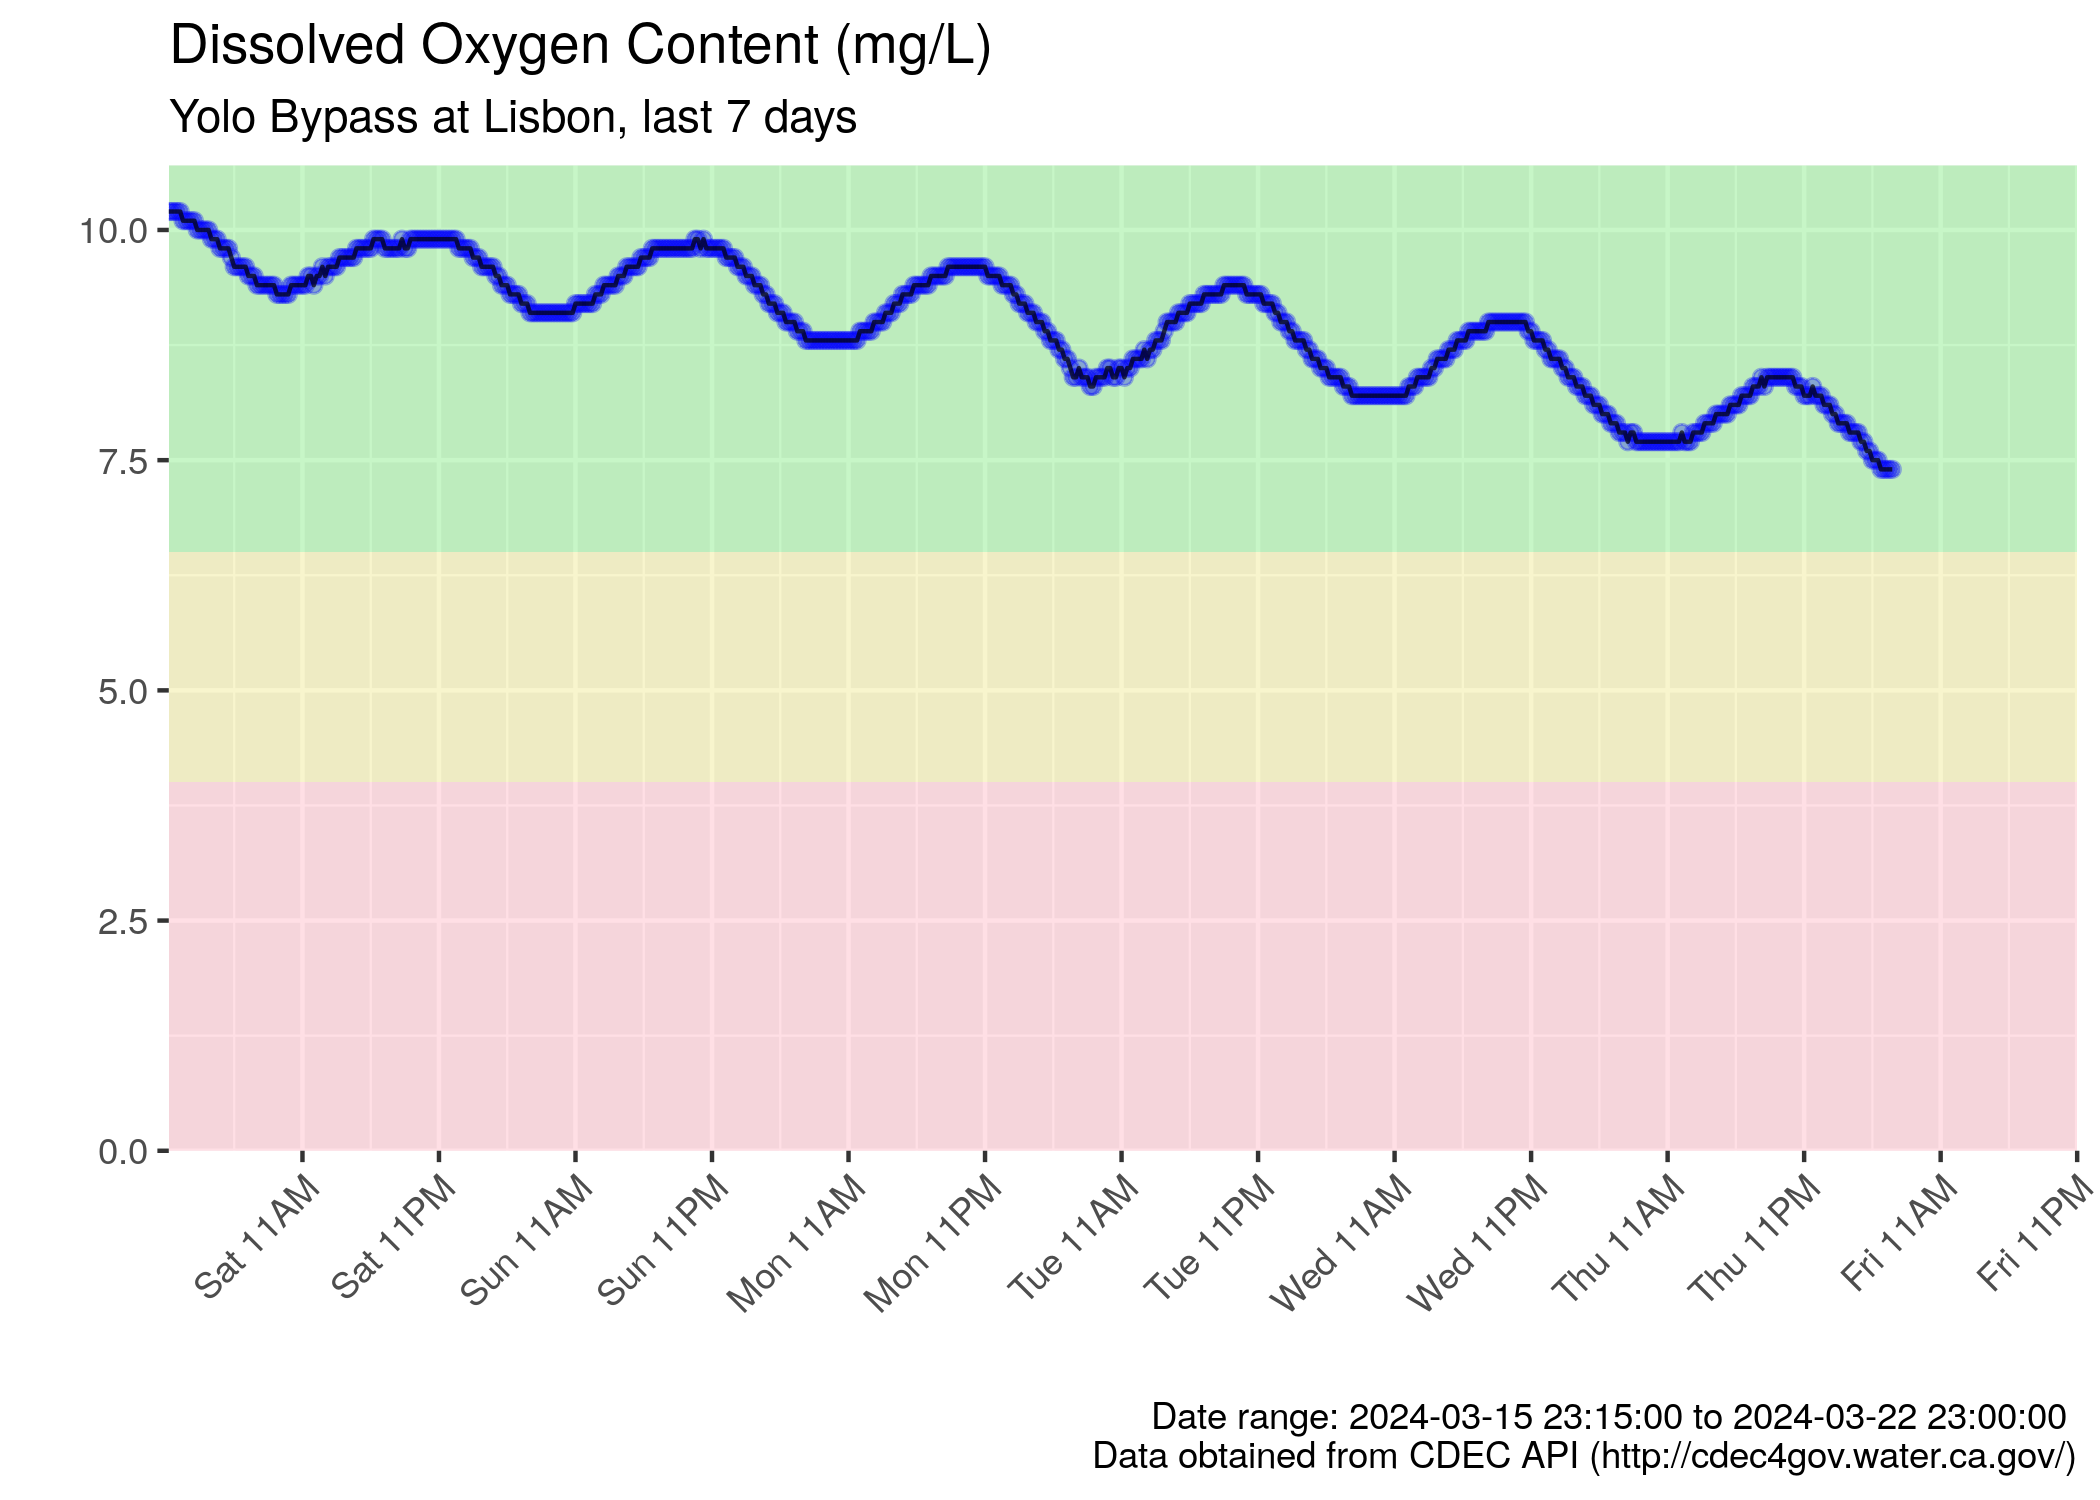 Dissolved Oxygen Content (mg/L)
Yolo Bypass at Lisbon, last 7 days
10.0
7.5
5.0
2.5
0.0
Sat 11AM
Sat 11PM
Sun 11AM
Sun 11PM
Mon 11AM
Mon 11PM
Tue 11AM
Tue 11PM
Wed 11AM
Wed 11PM
Thu 11AM
Thu 11PM
Fri 11AM
Fri 11PM
Date range: 2024-03-15 23:15:00 to 2024-03-22 23:00:00
Data obtained from CDEC API (http://cdec4gov.water.ca.gov/)